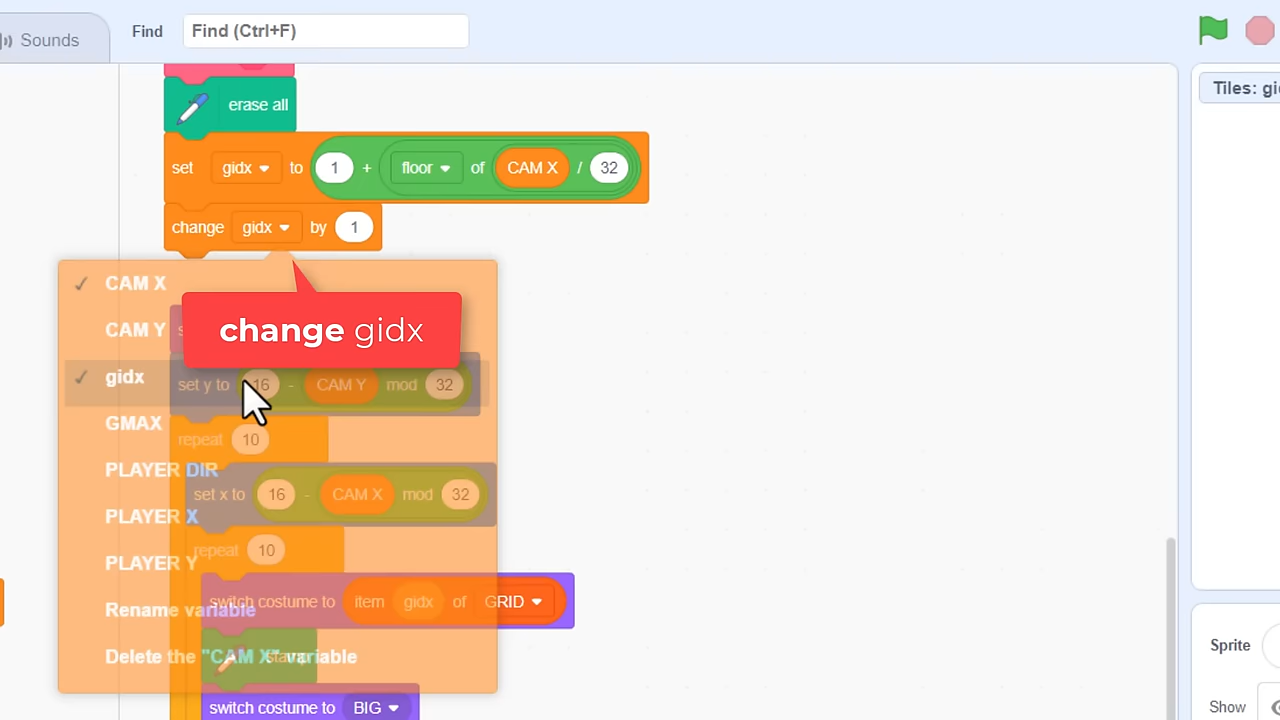 Sounds
Find
Find (Ctrl+F)
Tiles:
erase all
set gidx to 1 + floor of CAM X / 32
change gidx by 1
CAM X
change gidx
CAM Y
gidx
set y to 16 - CAM Y mod 32
GMAX
repeat 10
PLAYER DIR
set x to 16 - CAM X mod 32
PLAYER X
repeat 10
PLAYER Y
switch costume to item gidx of GRID
Rename variable
Delete the "CAM X" variable
switch costume to BIG
Sprite
Show